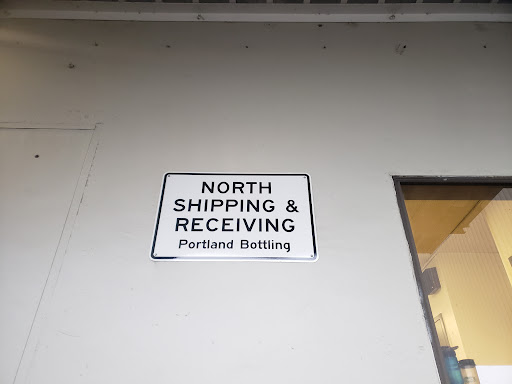 NORTH
SHIPPING &
RECEIVING
Portland Bottling